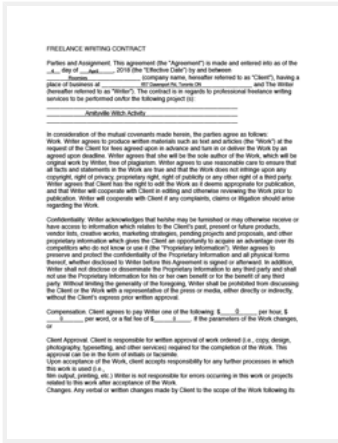 FREELANCE WRITING CONTRACT
Parties and Assignment. This agreement (the "Agreement") is made and entered into as of the
4 day of April, 2018 (the "Effective Date") by and between
(company name, hereafter referred to as "Client"), having a
place of business at 957 Davenport Rd, Toronto ON and The Writer
(hereafter referred to as "Writer"). The contract is in regards to professional freelance writing
services to be performed on/for the following project (s):
Amityville Witch Activity
In consideration of the mutual covenants made herein, the parties agree as follows:
Work. Writer agrees to produce written materials such as text and articles (the "Work") at the
request of the Client for fees agreed upon in advance and turn in or deliver the Work by an
agreed upon deadline. Writer agrees that she will be the sole author of the Work, which will be
original work by Writer, free of plagiarism. Writer agrees to use reasonable care to ensure that
all facts and statements in the Work are true and that the Work does not infringe upon any
copyright, right of privacy, proprietary right, right of publicity or any other right of a third party.
Writer agrees that Client has the right to edit the Work as it deems appropriate for publication,
and that Writer will cooperate with Client in editing and otherwise reviewing the Work prior to
publication. Writer will cooperate with Client if any complaints, claims or litigation should arise
regarding the Work.
Confidentiality. Writer acknowledges that he/she may be furnished or may otherwise receive or
have access to information which relates to the Client's past, present or future products,
vendor lists, creative works, marketing strategies, pending projects and proposals, and other
proprietary information which gives the Client an opportunity to acquire an advantage over its
competitors who do not know or use it (the "Proprietary Information"). Writer agrees to
preserve and protect the confidentiality of the Proprietary Information and all physical forms
thereof, whether disclosed to Writer before this Agreement is signed or afterward. In addition,
Writer shall not disclose or disseminate the Proprietary Information to any third party and shall
not use the Proprietary Information for his or her own benefit or for the benefit of any third
party. Without limiting the generality of the foregoing, Writer shall be prohibited from discussing
the Client or the Work with a representative of the press or media, either directly or indirectly,
without the Client's express prior written approval.
Compensation. Client agrees to pay Writer one of the following: $ 0 per hour, $
per word, or a flat fee of $ . If the parameters of the Work changes,
or
Client Approval. Client is responsible for written approval of work ordered (i.e., copy, design,
photography, typesetting, and other services) required for the completion of the Work. This
approval can be in the form of initials or facsimile.
Upon acceptance of the Work, client accepts responsibility for any further processes in which
this work is used (i.e.,
film output, printing, etc.) Writer is not responsible for errors occurring in this work or projects
related to this work after acceptance of the Work.
Changes. Any verbal or written changes made by Client to the scope of the Work following its